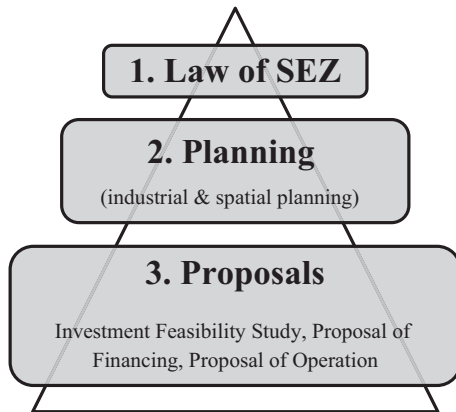 1. Law of SEZ
2. Planning
(industrial & spatial planning)
3. Proposals
Investment Feasibility Study, Proposal of
Financing, Proposal of Operation